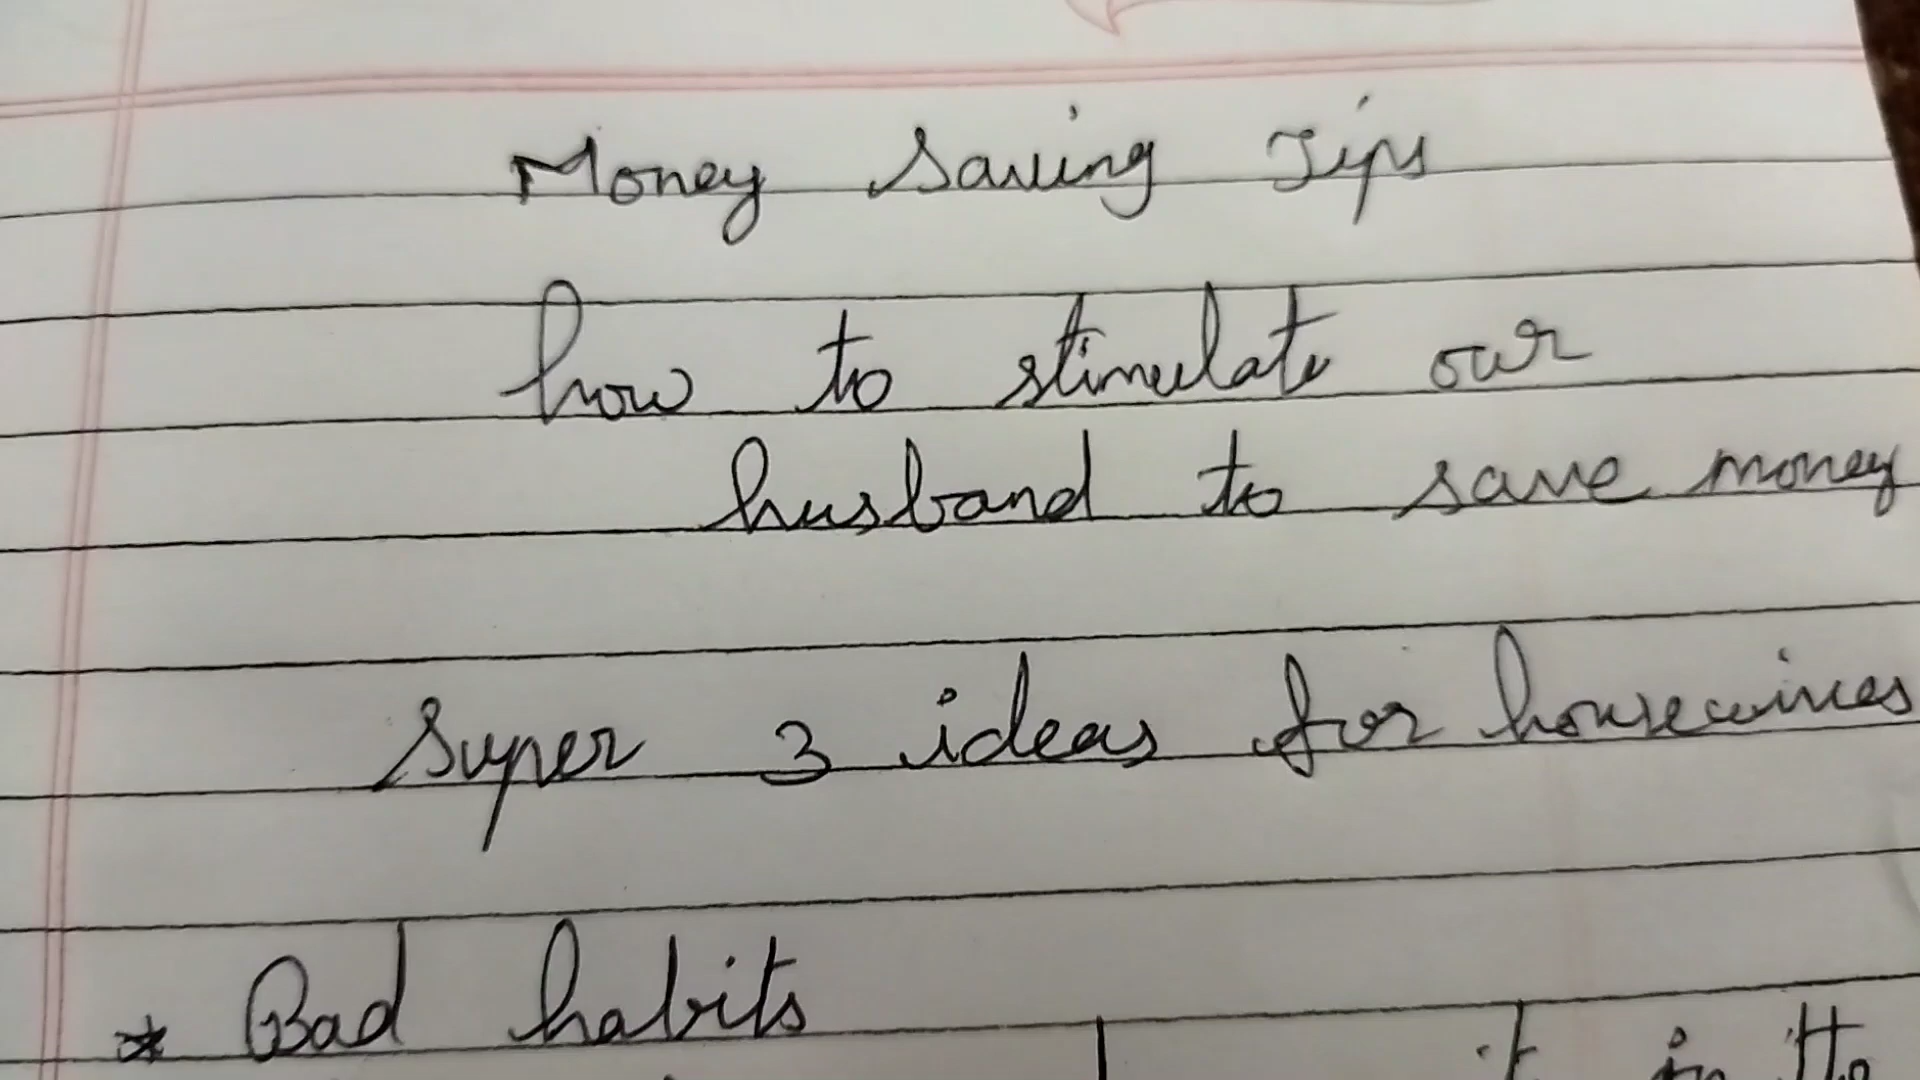 Money Saving Tips
how to stimulate our
husband to save money
Super 3 ideas for housewives
* Bad habits